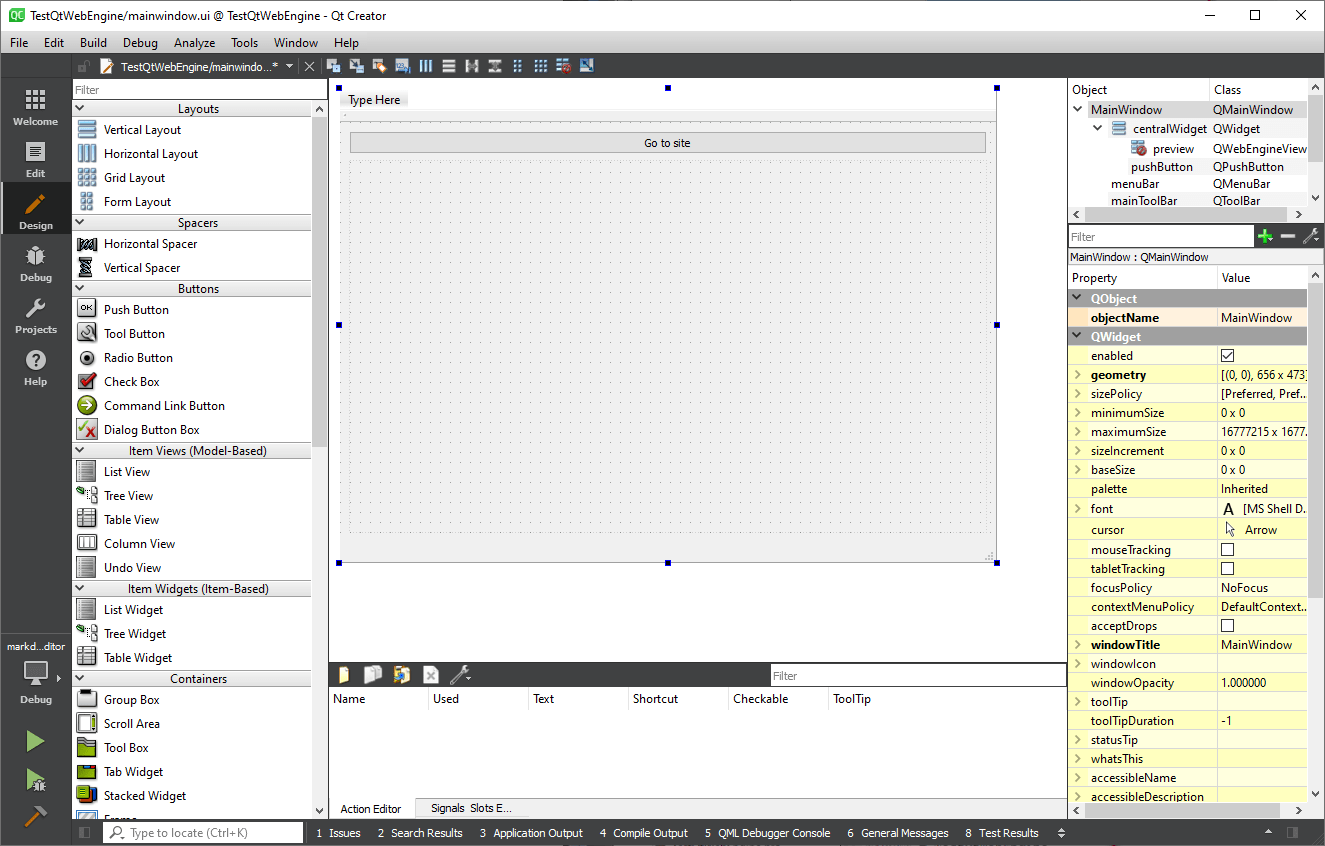 TestQtWebEngine/mainwindow.ui @ TestQtWebEngine - Qt Creator
File Edit Build Debug Analyze Tools Window Help
TestQtWebEngine/mainwindo...*
Welcome
Edit
Design
Debug
Projects
Help
markd...ditor
Debug
Filter
Layouts
Vertical Layout
Horizontal Layout
Grid Layout
Form Layout
Spacers
Horizontal Spacer
Vertical Spacer
Buttons
OK Push Button
Tool Button
Radio Button
Check Box
Command Link Button
Dialog Button Box
Item Views (Model-Based)
List View
Tree View
Table View
Column View
Undo View
Item Widgets (Item-Based)
List Widget
Tree Widget
Table Widget
Containers
Group Box
Scroll Area
Tool Box
Tab Widget
Stacked Widget
Frame
Type Here
Go to site
Filter
Name Used Text Shortcut Checkable ToolTip
Action Editor Signals Slots E...
Object Class
MainWindow QMainWindow
centralWidget QWidget
preview QWebEngineView
pushButton QPushButton
menuBar QMenuBar
mainToolBar QToolBar
Filter
MainWindow : QMainWindow
Property Value
QObject
objectName MainWindow
QWidget
enabled
geometry [(0, 0), 656 x 473]
sizePolicy [Preferred, Pref...
minimumSize 0 x 0
maximumSize 16777215 x 1677...
sizeIncrement 0 x 0
baseSize 0 x 0
palette Inherited
font A [MS Shell D...
cursor Arrow
mouseTracking
tabletTracking
focusPolicy NoFocus
contextMenuPolicy DefaultContext...
acceptDrops
windowTitle MainWindow
windowIcon
windowOpacity 1.000000
toolTip
toolTipDuration -1
statusTip
whatsThis
accessibleName
accessibleDescription
Type to locate (Ctrl+K) 1 Issues 2 Search Results 3 Application Output 4 Compile Output 5 QML Debugger Console 6 General Messages 8 Test Results